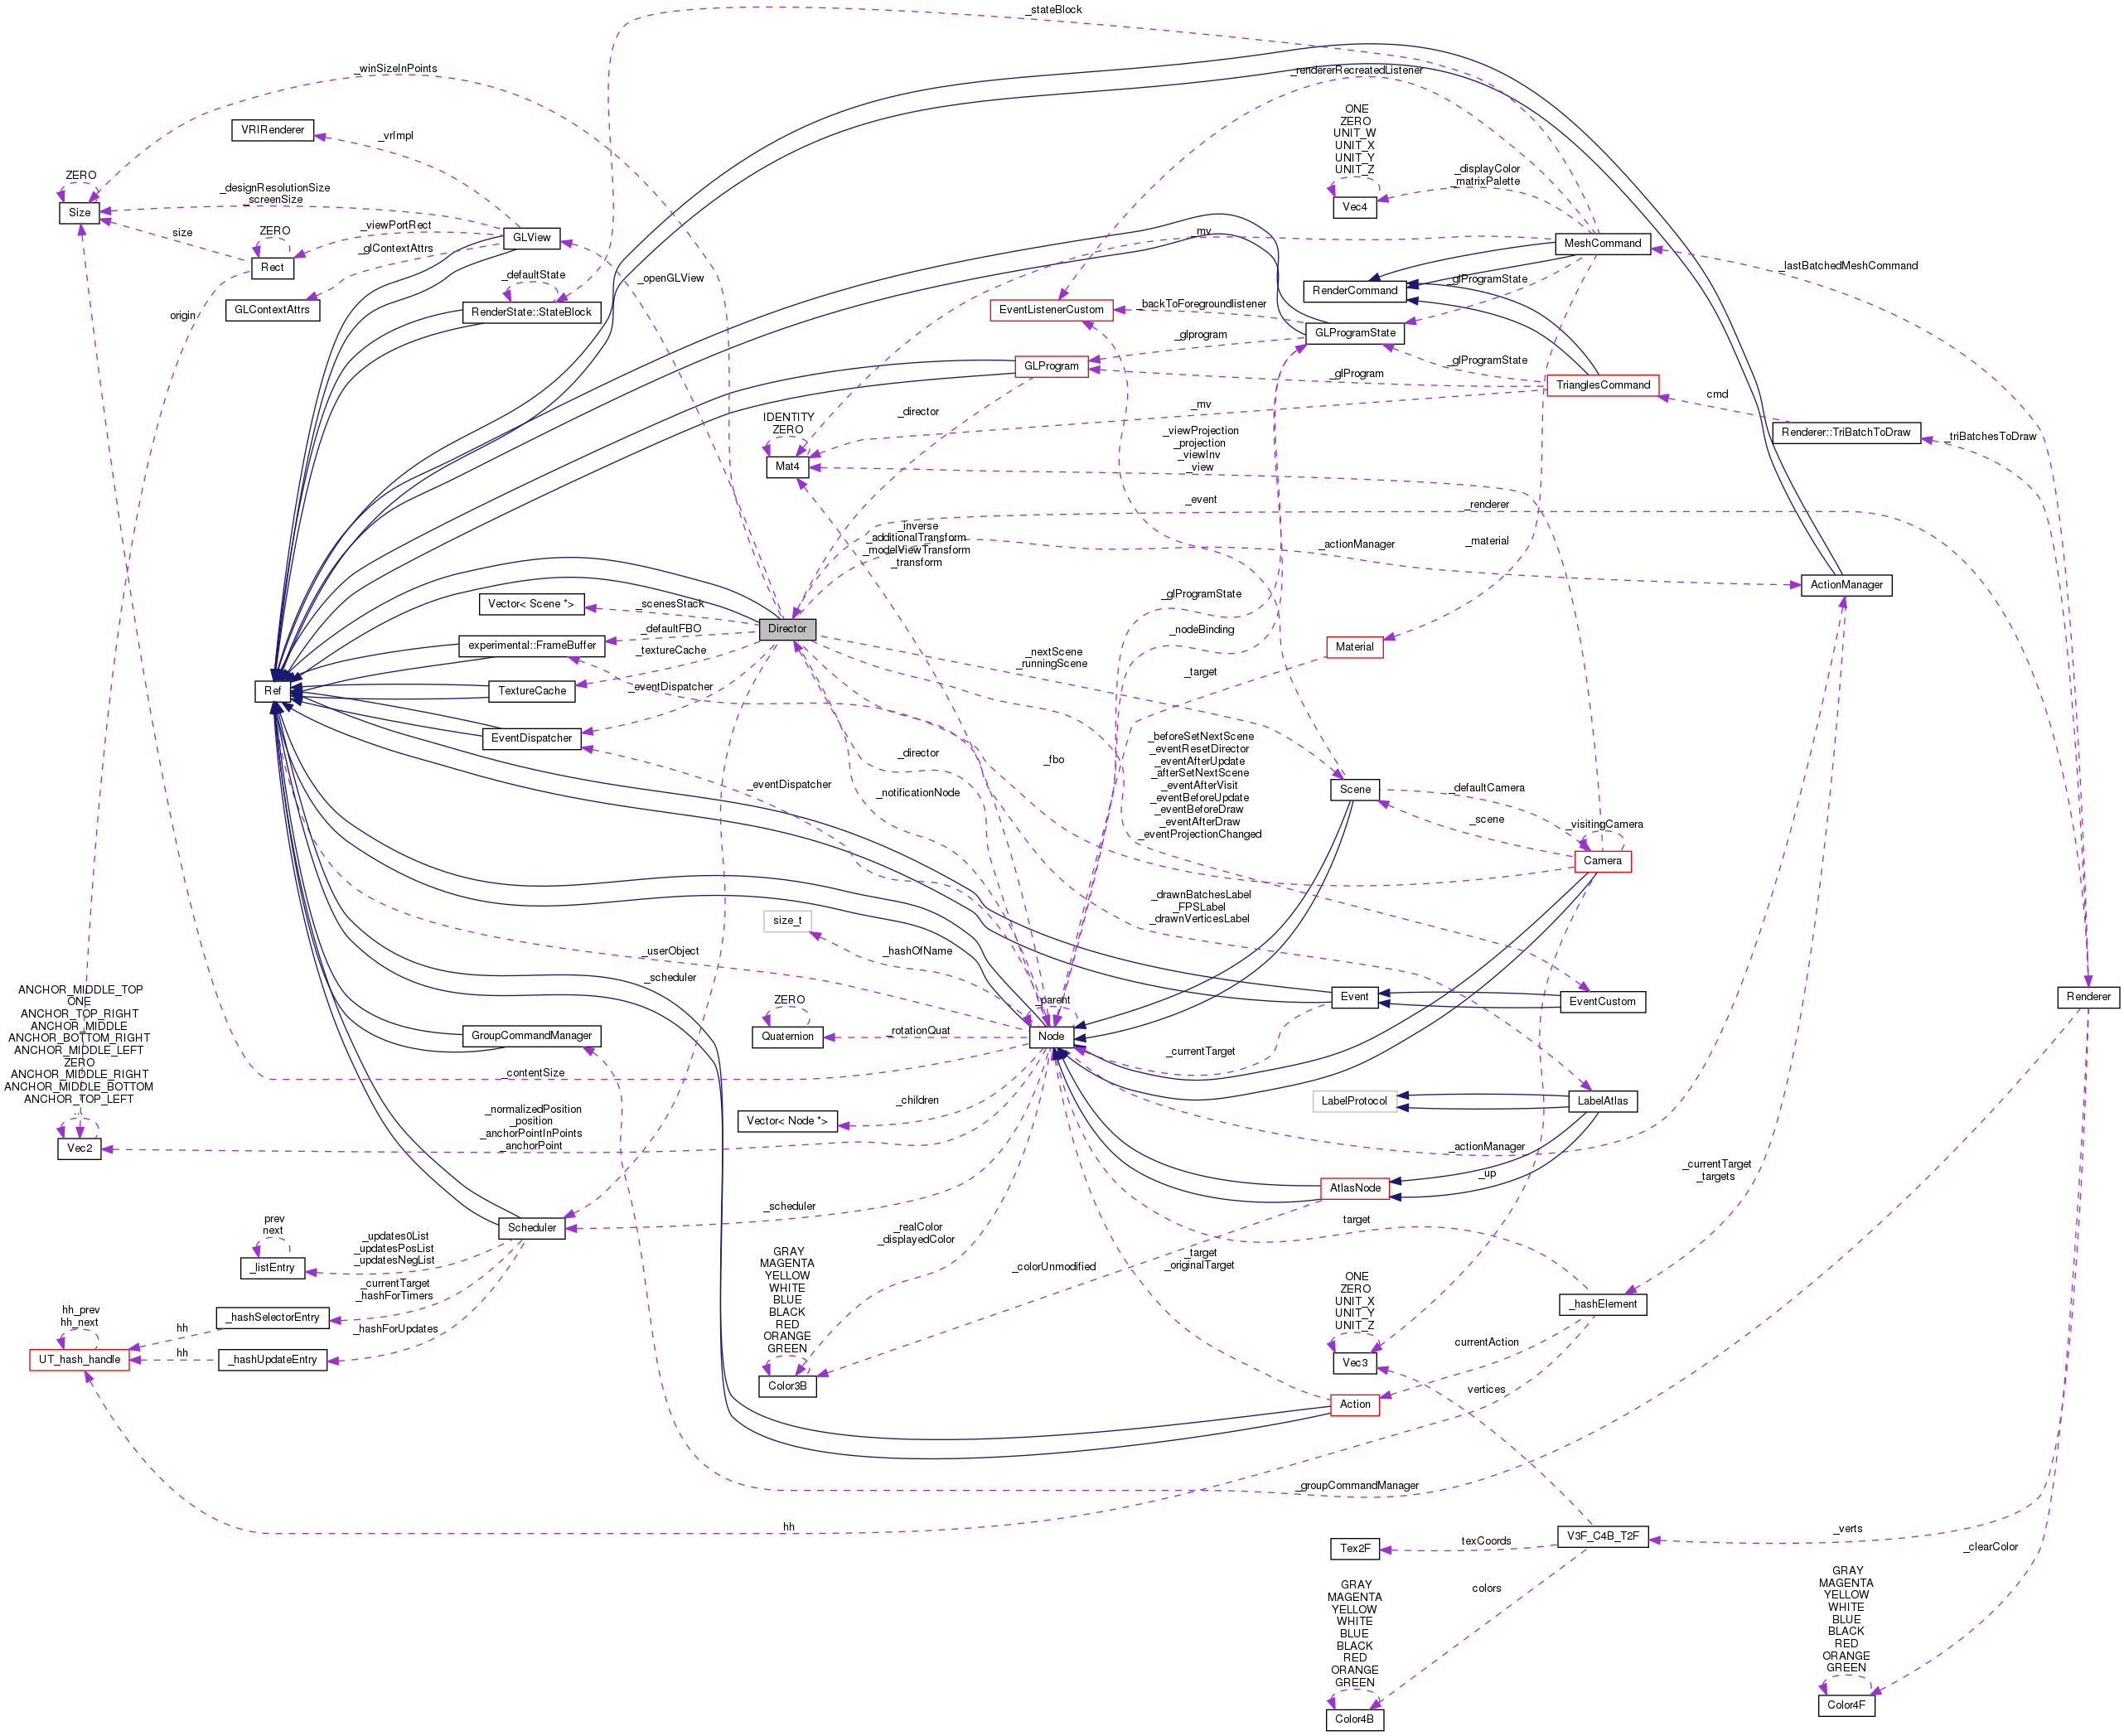 _stateBlock
_winSizeInPoints
_rendererRecreatedListener
ONE
ZERO
UNIT_W
UNIT_X
UNIT_Y
UNIT_Z
VRIRenderer
_vrImpl
ZERO
_designResolutionSize
_screenSize
_displayColor
_matrixPalette
Size
Vec4
size
ZERO
_viewPortRect
GLView
_mv
MeshCommand
_glContextAttrs
Rect
_lastBatchedMeshCommand
_openGLView
_defaultState
_glProgramState
RenderCommand
GLContextAttrs
RenderState::StateBlock
EventListenerCustom
_backToForegroundlistener
origin
GLProgramState
_glprogram
GLProgram
_glProgramState
_glProgram
TrianglesCommand
cmd
_director
IDENTITY
ZERO
_mv
_viewProjection
_projection
_viewInv
_view
Renderer::TriBatchToDraw
_triBatchesToDraw
Mat4
_event
_renderer
_inverse
_additionalTransform
_modelViewTransform
_transform
_actionManager
_material
ActionManager
_glProgramState
Vector< Scene *>
_scenesStack
Director
_defaultFBO
_nodeBinding
experimental::FrameBuffer
_textureCache
_nextScene
_runningScene
Material
_target
Ref
TextureCache
_eventDispatcher
EventDispatcher
_beforeSetNextScene
_eventResetDirector
_eventAfterUpdate
_afterSetNextScene
_eventAfterVisit
_eventBeforeUpdate
_eventBeforeDraw
_eventAfterDraw
_eventProjectionChanged
_director
_fbo
_eventDispatcher
_notificationNode
Scene
_defaultCamera
_scene
_visitingCamera
Camera
_drawnBatchesLabel
_FPSLabel
_drawnVerticesLabel
size_t
_hashOfName
_userObject
_scheduler
ANCHOR_MIDDLE_TOP
ONE
ANCHOR_TOP_RIGHT
ANCHOR_MIDDLE
ANCHOR_BOTTOM_RIGHT
ANCHOR_MIDDLE_LEFT
ZERO
ANCHOR_MIDDLE_RIGHT
ANCHOR_MIDDLE_BOTTOM
ANCHOR_TOP_LEFT
...
ZERO
_parent
Event
EventCustom
Renderer
GroupCommandManager
Quaternion
_rotationQuat
Node
_currentTarget
_contentSize
_children
LabelProtocol
LabelAtlas
_normalizedPosition
_position
_anchorPointInPoints
_anchorPoint
Vector< Node *>
Vec2
_actionManager
_up
_currentTarget
_targets
AtlasNode
_scheduler
Scheduler
prev
next
_updates0List
_updatesPosList
_updatesNegList
_realColor
_displayedColor
target
_listEntry
GRAY
MAGENTA
YELLOW
WHITE
BLUE
BLACK
RED
ORANGE
GREEN
_colorUnmodified
_target
_originalTarget
_currentTarget
_hashForTimers
ONE
ZERO
UNIT_X
UNIT_Y
UNIT_Z
_hashElement
hh_prev
hh_next
_hashSelectorEntry
hh
_hashForUpdates
currentAction
UT_hash_handle
hh
_hashUpdateEntry
Vec3
Color3B
vertices
Action
_groupCommandManager
hh
V3F_C4B_T2F
_verts
Tex2F
texCoords
_clearColor
GRAY
MAGENTA
YELLOW
WHITE
BLUE
BLACK
RED
ORANGE
GREEN
colors
GRAY
MAGENTA
YELLOW
WHITE
BLUE
BLACK
RED
ORANGE
GREEN
Color4B
Color4F